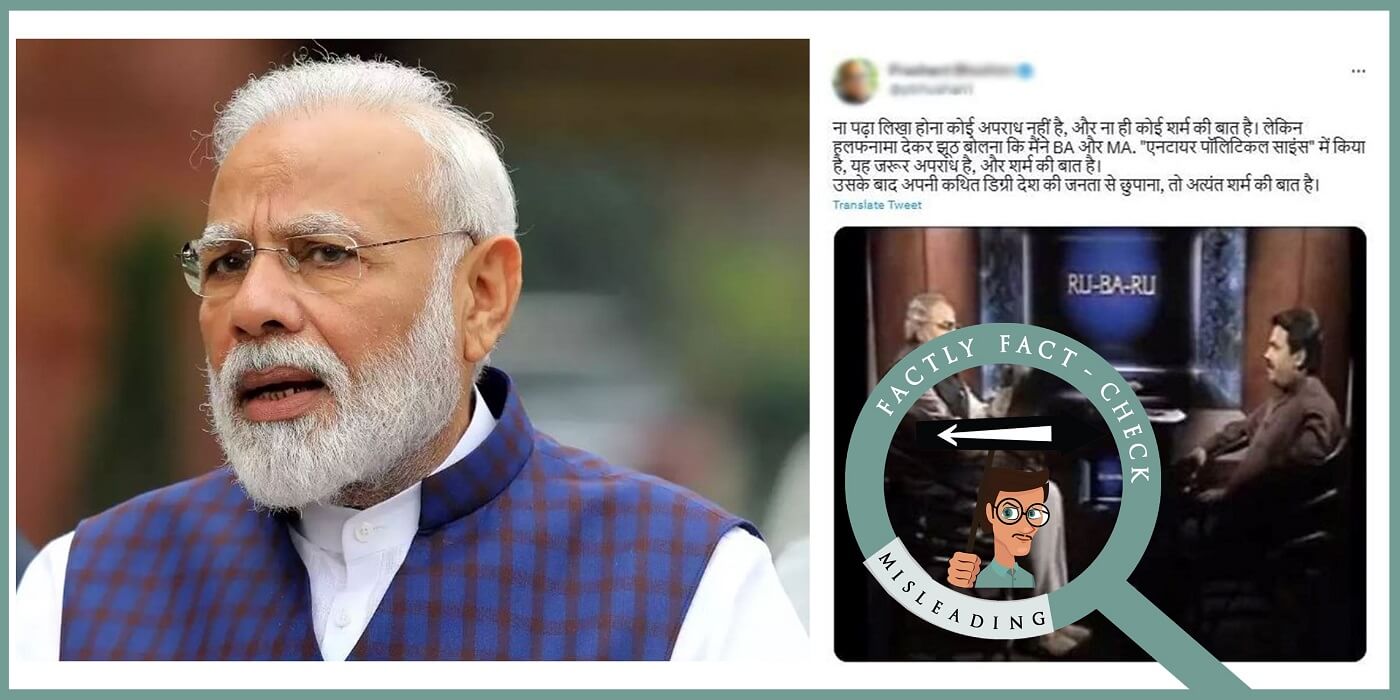 ना पढ़ा लिखा होना कोई अपराध नहीं है, और ना ही कोई शर्म की बात है। लेकिन
हलफनामा देकर झूठ बोलना कि मैंने BA और MA. "एनटायर पॉलिटिकल साइंस" में किया
है, यह जरूर अपराध है, और शर्म की बात है।
उसके बाद अपनी कथित डिग्री देश की जनता से छुपाना, तो अत्यंत शर्म की बात है।
Translate Tweet
RU-BA-RU
FACTLY FACT-CHECK
MISLEADING